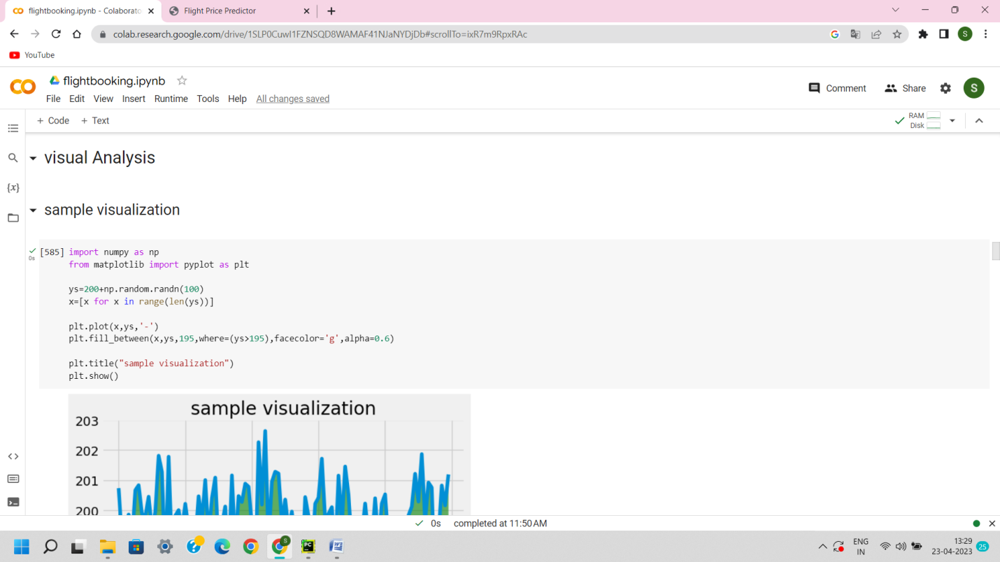 flightbooking.ipynb - Colaborato
Flight Price Predictor
colab.research.google.com/drive/1SLP0CuwI1FZNSQD8WAMAF41NJaNYDjDb#scrollTo=ixR7m9RpxRAc
S
YouTube
flightbooking.ipynb
File Edit View Insert Runtime Tools Help All changes saved
Comment Share S
+ Code + Text
RAM
Disk
visual Analysis
{x}
sample visualization
[585] import numpy as np
0s
from matplotlib import pyplot as plt
ys=200+np.random.randn(100)
x=[x for x in range(len(ys))]
plt.plot(x,ys,'-')
plt.fill_between(x,ys,195,where=(ys>195),facecolor='g',alpha=0.6)
plt.title("sample visualization")
plt.show()
sample visualization
203
202
201
200
0s completed at 11:50 AM
ENG
IN
13:29
23-04-2023
25